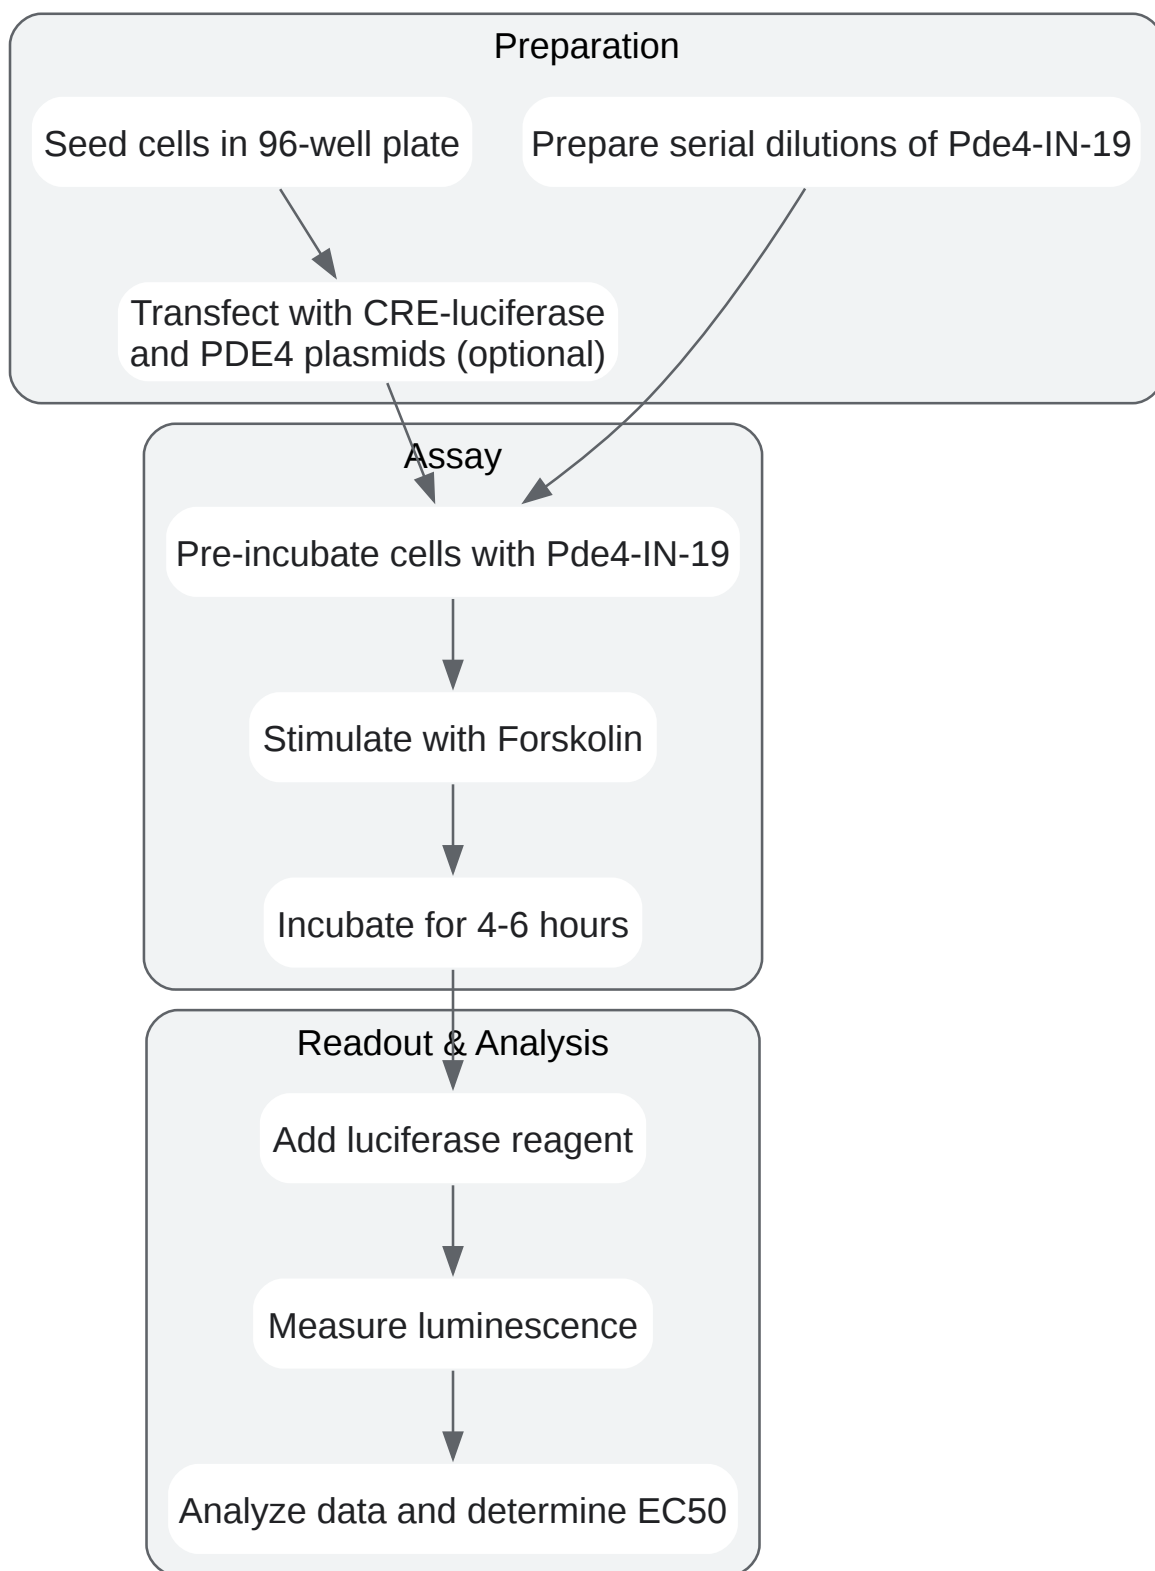 Preparation
Seed cells in 96-well plate
Prepare serial dilutions of Pde4-IN-19
Transfect with CRE-luciferase
and PDE4 plasmids (optional)
Assay
Pre-incubate cells with Pde4-IN-19
Stimulate with Forskolin
Incubate for 4-6 hours
Readout & Analysis
Add luciferase reagent
Measure luminescence
Analyze data and determine EC50